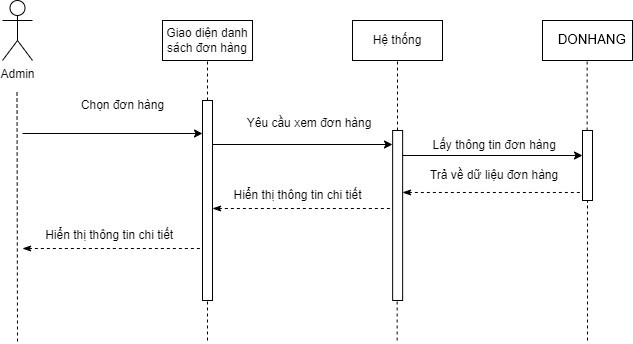 Giao diện danh
sách đơn hàng
Hệ thống
DONHANG
Admin
Chọn đơn hàng
Yêu cầu xem đơn hàng
Lấy thông tin đơn hàng
Trả về dữ liệu đơn hàng
Hiển thị thông tin chi tiết
Hiển thị thông tin chi tiết